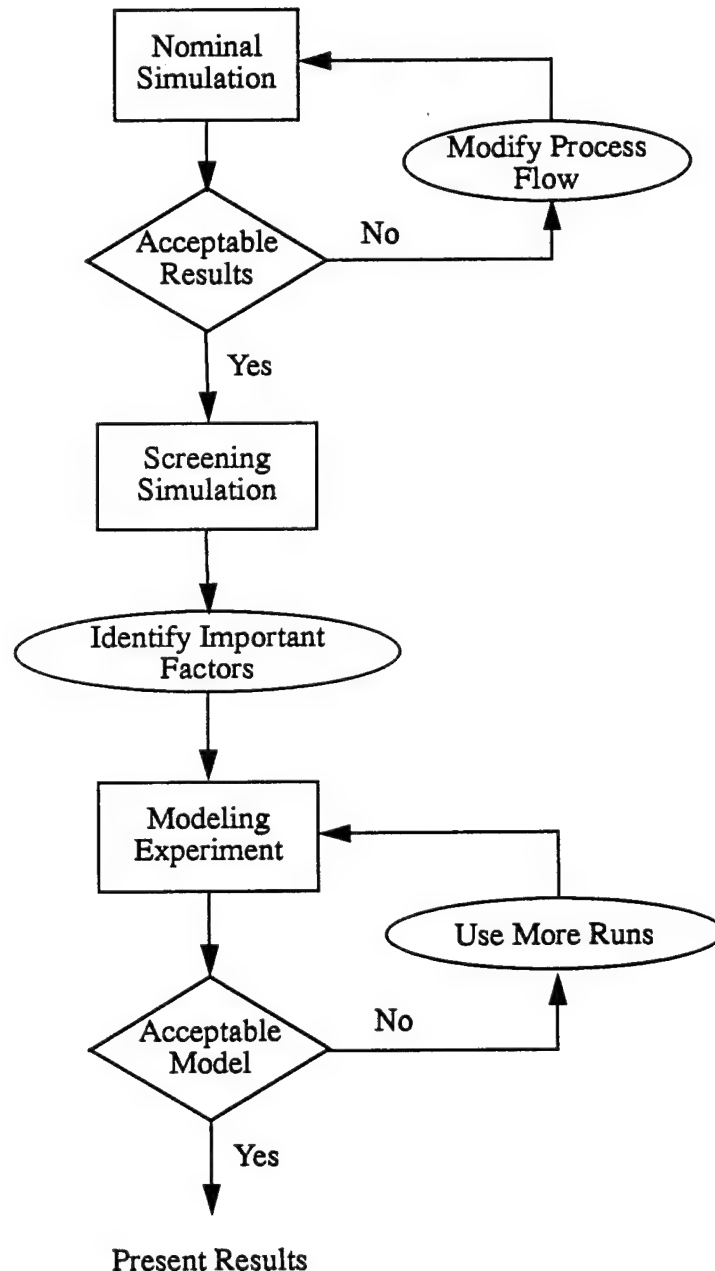 Nominal
Simulation
Modify Process
Flow
Acceptable
Results
No
Yes
Screening
Simulation
Identify Important
Factors
Modeling
Experiment
Use More Runs
Acceptable
Model
No
Yes
Present Results